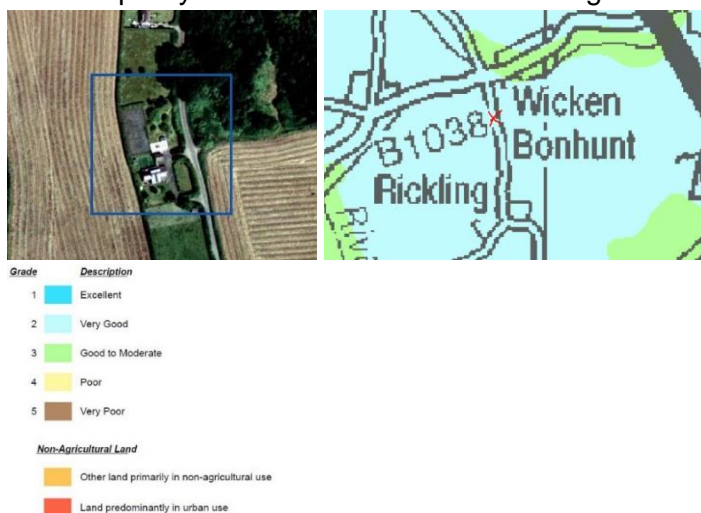 Wicken
Bonhunt
B1038
Rickling
Grade Description
1 Excellent
2 Very Good
3 Good to Moderate
4 Poor
5 Very Poor
Non-Agricultural Land
Other land primarily in non-agricultural use
Land predominantly in urban use